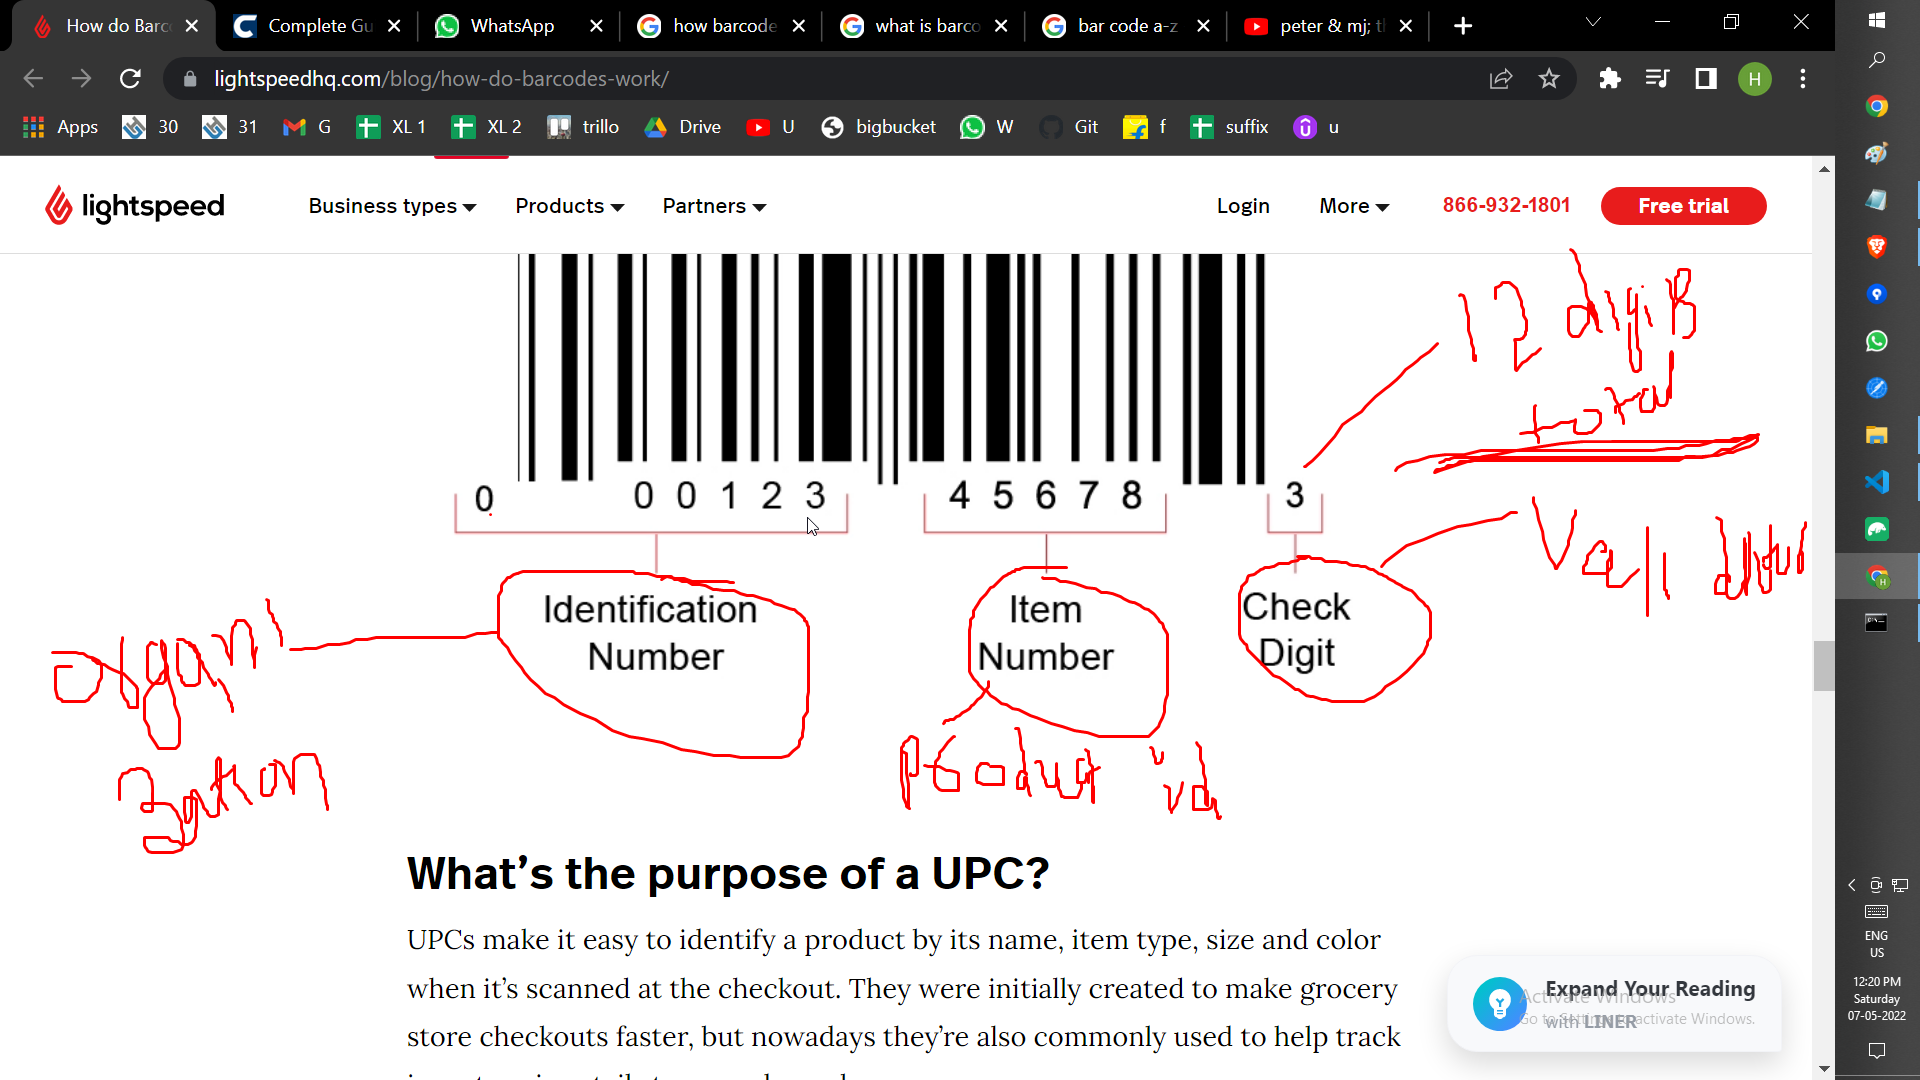 How do Barc
Complete Gu
WhatsApp
how barcode
what is barco
bar code a-z
peter & mj; t
lightspeedhq.com/blog/how-do-barcodes-work/
H
Apps 30 31 G XL 1 XL 2 trillo Drive U bigbucket W Git f suffix u
lightspeed Business types Products Partners Login More 866-932-1801 Free trial
12 digits
total
0 0 0 1 2 3 4 5 6 7 8 3
Identification
Number
Item
Number
Check
Digit
organi
zation
product id
What's the purpose of a UPC?
UPCs make it easy to identify a product by its name, item type, size and color
when it's scanned at the checkout. They were initially created to make grocery
store checkouts faster, but nowadays they're also commonly used to help track
Expand Your Reading
with LINER
Activate Windows
Go to Settings to activate Windows.
ENG
US
12:20 PM
Saturday
07-05-2022